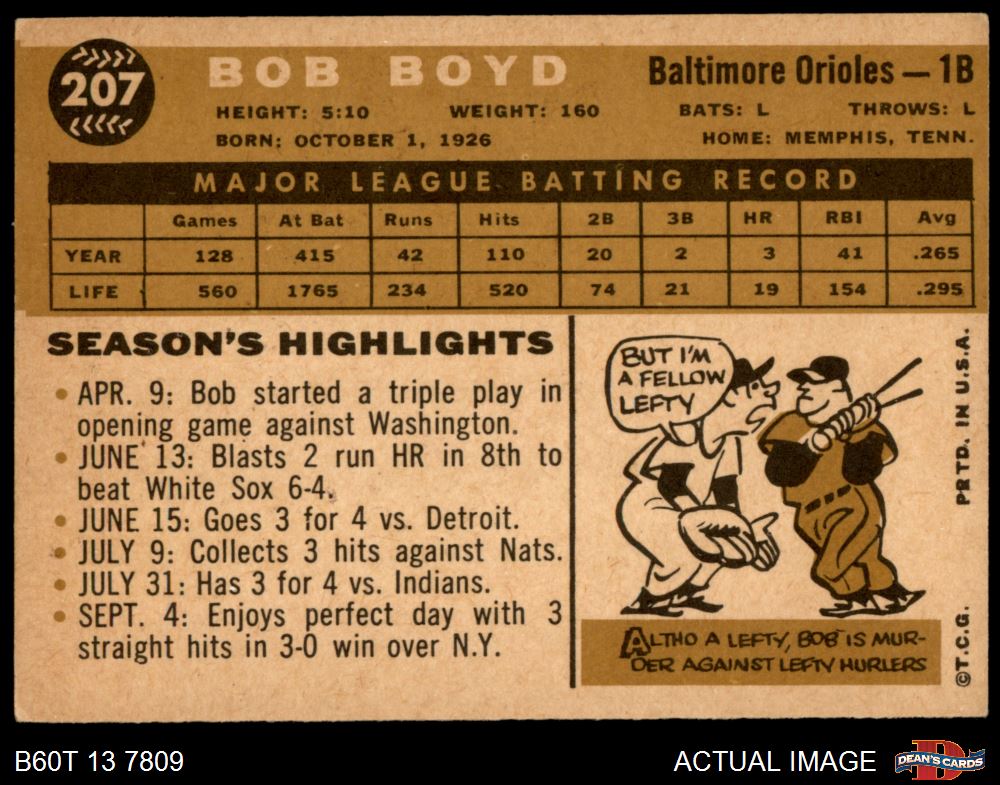 207
BOB BOYD
Baltimore Orioles — 1B
HEIGHT: 5:10 WEIGHT: 160 BATS: L THROWS: L
BORN: OCTOBER 1, 1926 HOME: MEMPHIS, TENN.
MAJOR LEAGUE BATTING RECORD
Games At Bat Runs Hits 2B 3B HR RBI Avg
YEAR 128 415 42 110 20 2 3 41 .265
LIFE 560 1765 234 520 74 21 19 154 .295
SEASON'S HIGHLIGHTS
• APR. 9: Bob started a triple play in
opening game against Washington.
• JUNE 13: Blasts 2 run HR in 8th to
beat White Sox 6-4.
• JUNE 15: Goes 3 for 4 vs. Detroit.
• JULY 9: Collects 3 hits against Nats.
• JULY 31: Has 3 for 4 vs. Indians.
• SEPT. 4: Enjoys perfect day with 3
straight hits in 3-0 win over N.Y.
BUT I'M
A FELLOW
LEFTY
ALTHO A LEFTY, BOB IS MUR-
DER AGAINST LEFTY HURLERS
©T.C.G. PRTD. IN U.S.A.
B60T 13 7809
ACTUAL IMAGE
DEAN'S CARDS